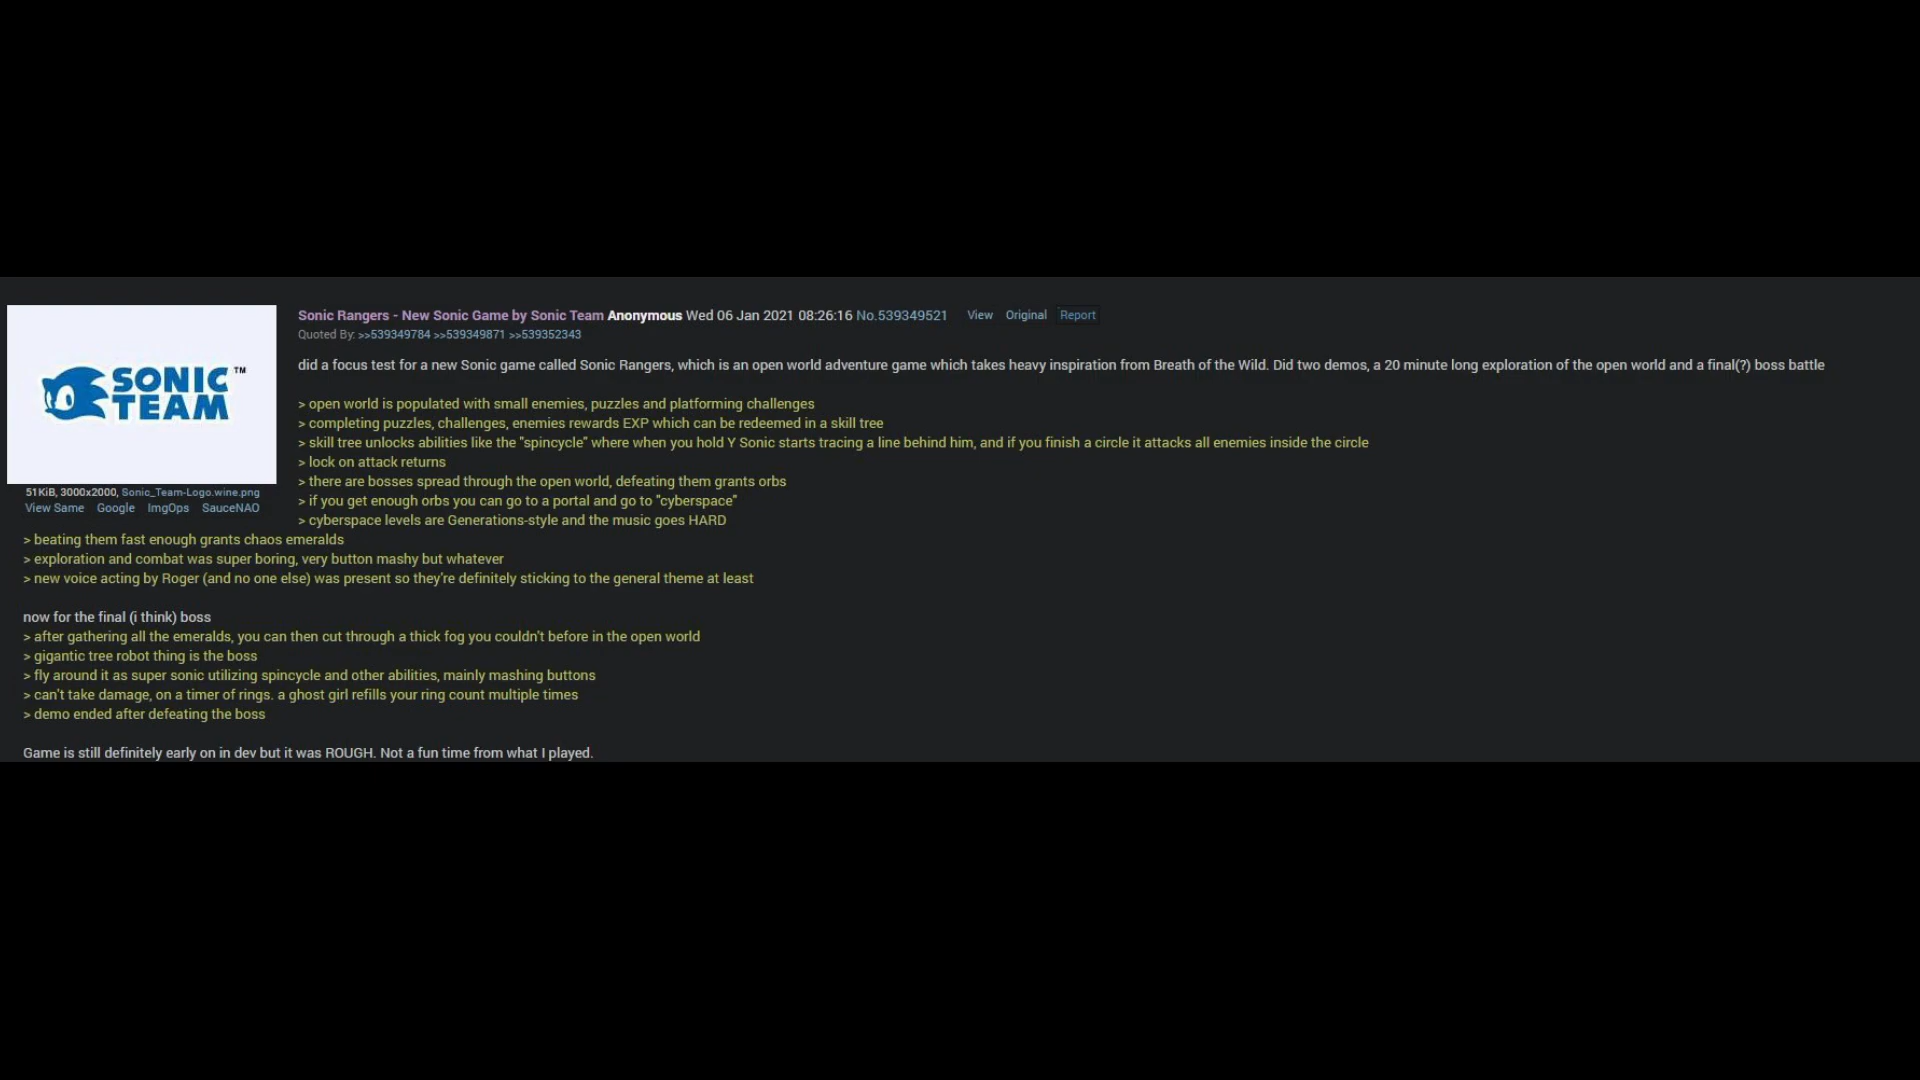 SONIC TEAM™
Sonic Rangers - New Sonic Game by Sonic Team Anonymous Wed 06 Jan 2021 08:26:16 No.539349521 View Original Report
Quoted By: >>539349784 >>539349871 >>539352343
did a focus test for a new Sonic game called Sonic Rangers, which is an open world adventure game which takes heavy inspiration from Breath of the Wild. Did two demos, a 20 minute long exploration of the open world and a final(?) boss battle
> open world is populated with small enemies, puzzles and platforming challenges
> completing puzzles, challenges, enemies rewards EXP which can be redeemed in a skill tree
> skill tree unlocks abilities like the "spincycle" where when you hold Y Sonic starts tracing a line behind him, and if you finish a circle it attacks all enemies inside the circle
> lock on attack returns
> there are bosses spread through the open world, defeating them grants orbs
51KiB, 3000x2000, Sonic_Team-Logo.wine.png
> if you get enough orbs you can go to a portal and go to "cyberspace"
View Same Google ImgOps SauceNAO
> cyberspace levels are Generations-style and the music goes HARD
> beating them fast enough grants chaos emeralds
> exploration and combat was super boring, very button mashy but whatever
> new voice acting by Roger (and no one else) was present so they're definitely sticking to the general theme at least
now for the final (i think) boss
> after gathering all the emeralds, you can then cut through a thick fog you couldn't before in the open world
> gigantic tree robot thing is the boss
> fly around it as super sonic utilizing spincycle and other abilities, mainly mashing buttons
> can't take damage, on a timer of rings. a ghost girl refills your ring count multiple times
> demo ended after defeating the boss
Game is still definitely early on in dev but it was ROUGH. Not a fun time from what I played.